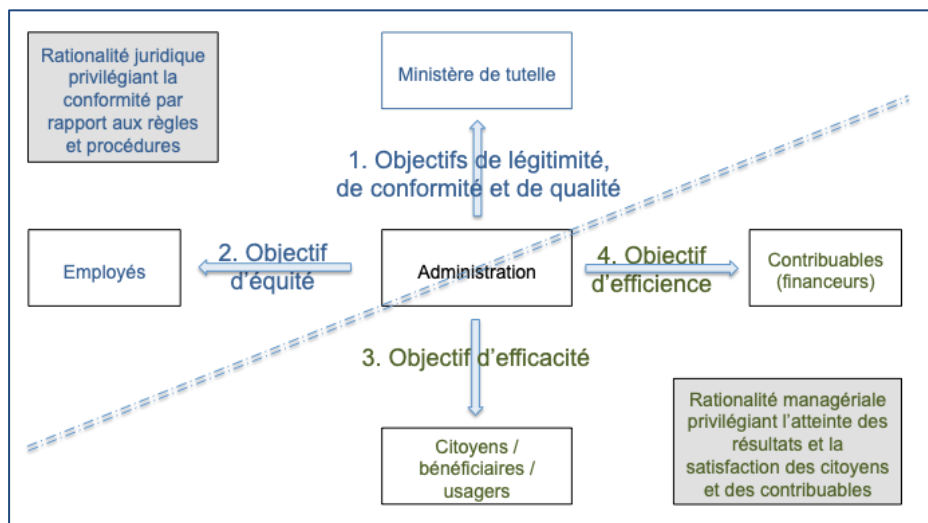 Rationalité juridique
privilégiant la
conformité par
rapport aux règles
et procédures
Ministère de tutelle
1. Objectifs de légitimité,
de conformité et de qualité
Employés
2. Objectif
d'équité
Administration
4. Objectif
d'efficience
Contribuables
(financeurs)
3. Objectif d'efficacité
Citoyens /
bénéficiaires /
usagers
Rationalité managériale
privilégiant l'atteinte des
résultats et la
satisfaction des citoyens
et des contribuables